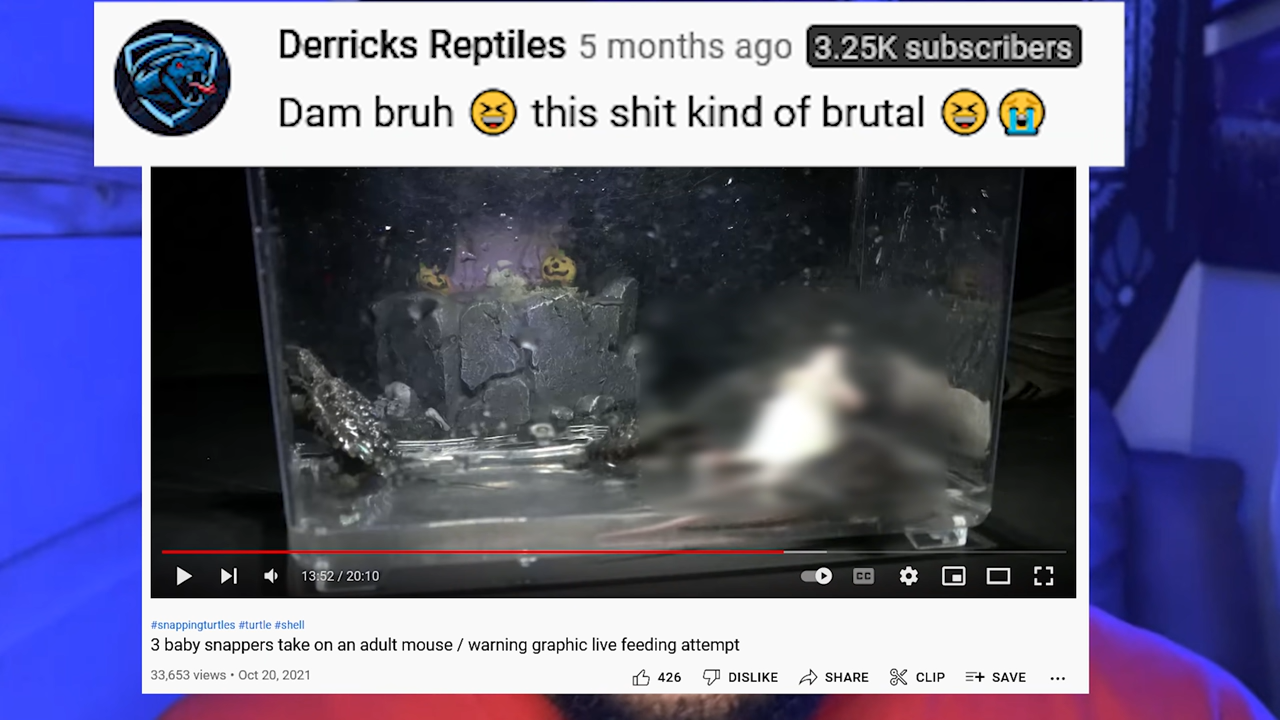 Derricks Reptiles 5 months ago 3.25K subscribers
Dam bruh 😆 this shit kind of brutal 😆😭
13:52 / 20:10
CC
#snappingturtles #turtle #shell
3 baby snappers take on an adult mouse / warning graphic live feeding attempt
33,653 views • Oct 20, 2021
426 DISLIKE SHARE CLIP SAVE